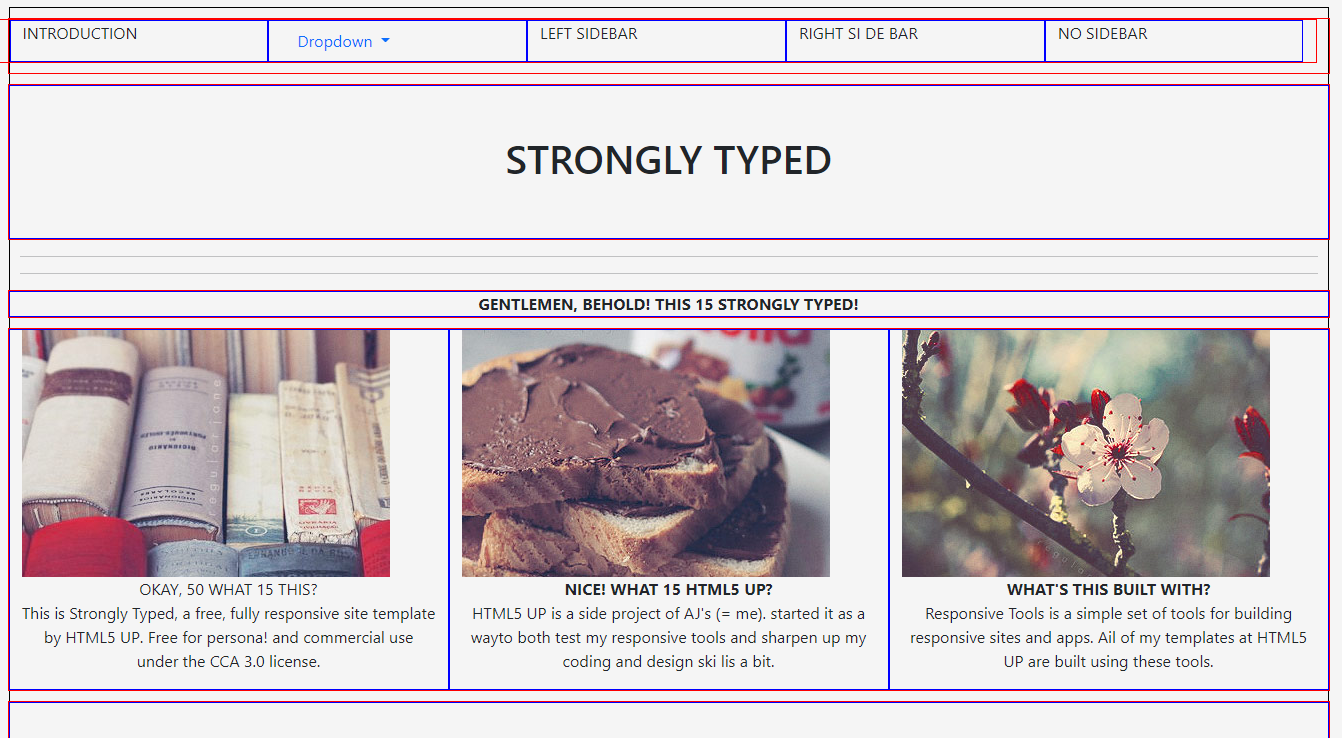 INTRODUCTION
Dropdown
LEFT SIDEBAR
RIGHT SI DE BAR
NO SIDEBAR
STRONGLY TYPED
GENTLEMEN, BEHOLD! THIS 15 STRONGLY TYPED!
OKAY, 50 WHAT 15 THIS?
This is Strongly Typed, a free, fully responsive site template
by HTML5 UP. Free for persona! and commercial use
under the CCA 3.0 license.
NICE! WHAT 15 HTML5 UP?
HTML5 UP is a side project of AJ's (= me). started it as a
wayto both test my responsive tools and sharpen up my
coding and design ski lis a bit.
WHAT'S THIS BUILT WITH?
Responsive Tools is a simple set of tools for building
responsive sites and apps. Ail of my templates at HTML5
UP are built using these tools.